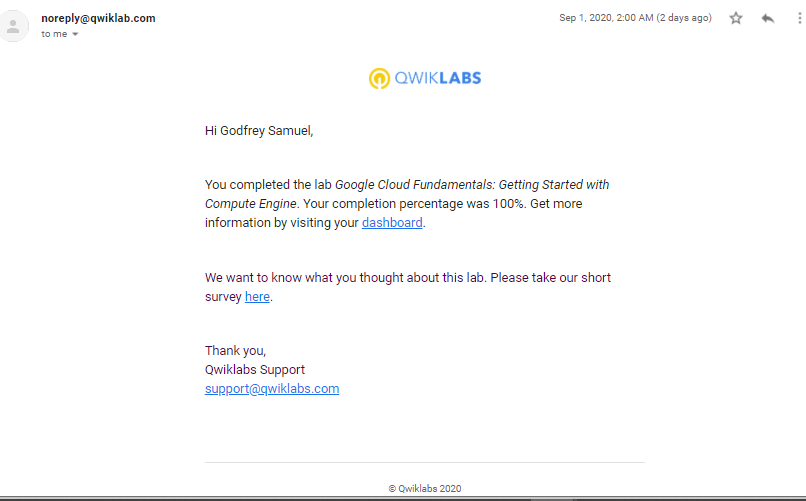 noreply@qwiklab.com
Sep 1, 2020, 2:00 AM (2 days ago)
to me
QWIKLABS
Hi Godfrey Samuel,
You completed the lab Google Cloud Fundamentals: Getting Started with
Compute Engine. Your completion percentage was 100%. Get more
information by visiting your dashboard.
We want to know what you thought about this lab. Please take our short
survey here.
Thank you,
Qwiklabs Support
support@qwiklabs.com
© Qwiklabs 2020